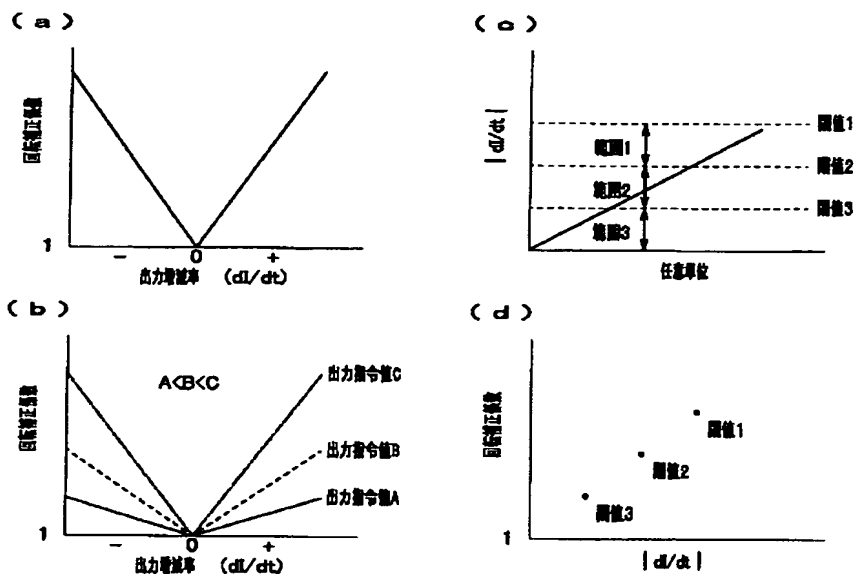 (a)
回転補正係数
1
－ 0 ＋
出力増減率 (dI/dt)
(b)
回転補正係数
A<B<C
出力指令値C
出力指令値B
出力指令値A
1
－ 0 ＋
出力増減率 (dI/dt)
(c)
|dI/dt|
閾値1
範囲1
閾値2
範囲2
閾値3
範囲3
任意単位
(d)
回転補正係数
閾値1
閾値2
閾値3
1
|dI/dt|